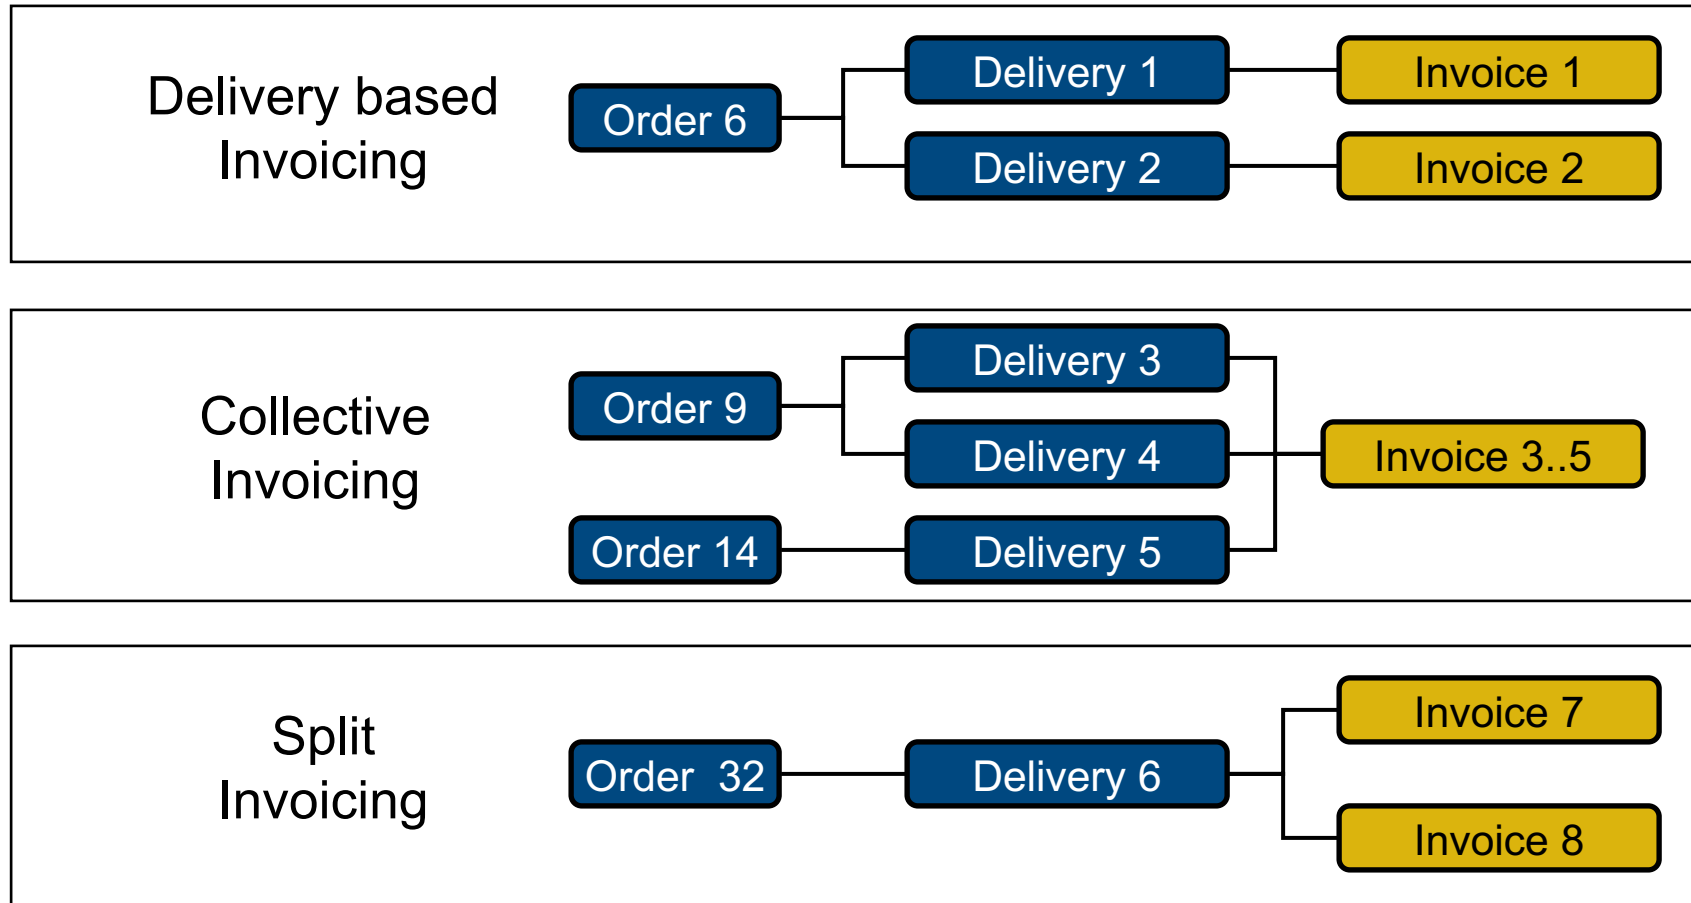 Delivery based
Invoicing
Order 6
Delivery 1
Invoice 1
Delivery 2
Invoice 2
Collective
Invoicing
Order 9
Delivery 3
Delivery 4
Invoice 3..5
Order 14
Delivery 5
Split
Invoicing
Order  32
Delivery 6
Invoice 7
Invoice 8